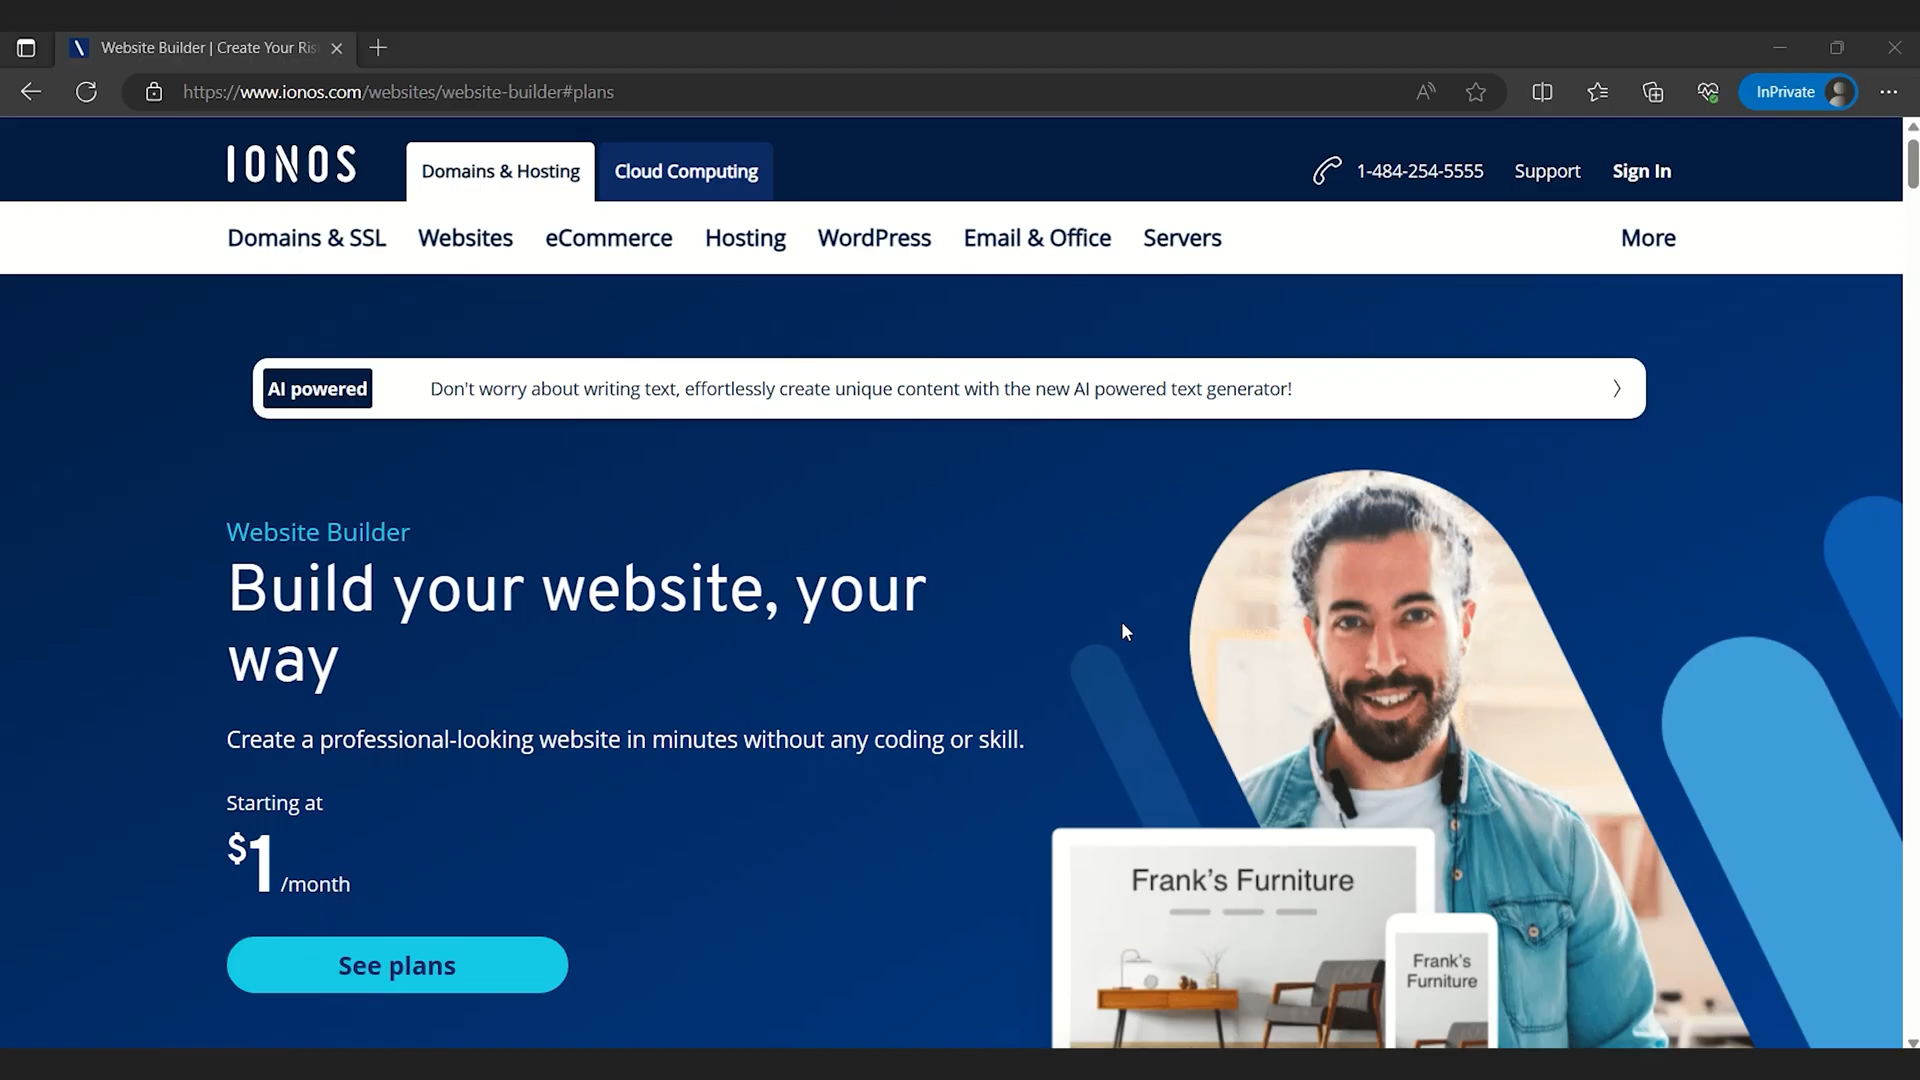 Website Builder | Create Your Ris
https://www.ionos.com/websites/website-builder#plans
InPrivate
IONOS
Domains & Hosting
Cloud Computing
1-484-254-5555
Support
Sign In
Domains & SSL
Websites
eCommerce
Hosting
WordPress
Email & Office
Servers
More
AI powered
Don't worry about writing text, effortlessly create unique content with the new AI powered text generator!
Website Builder
Build your website, your
way
Create a professional-looking website in minutes without any coding or skill.
Starting at
$1 /month
See plans
Frank's Furniture
Frank's
Furniture